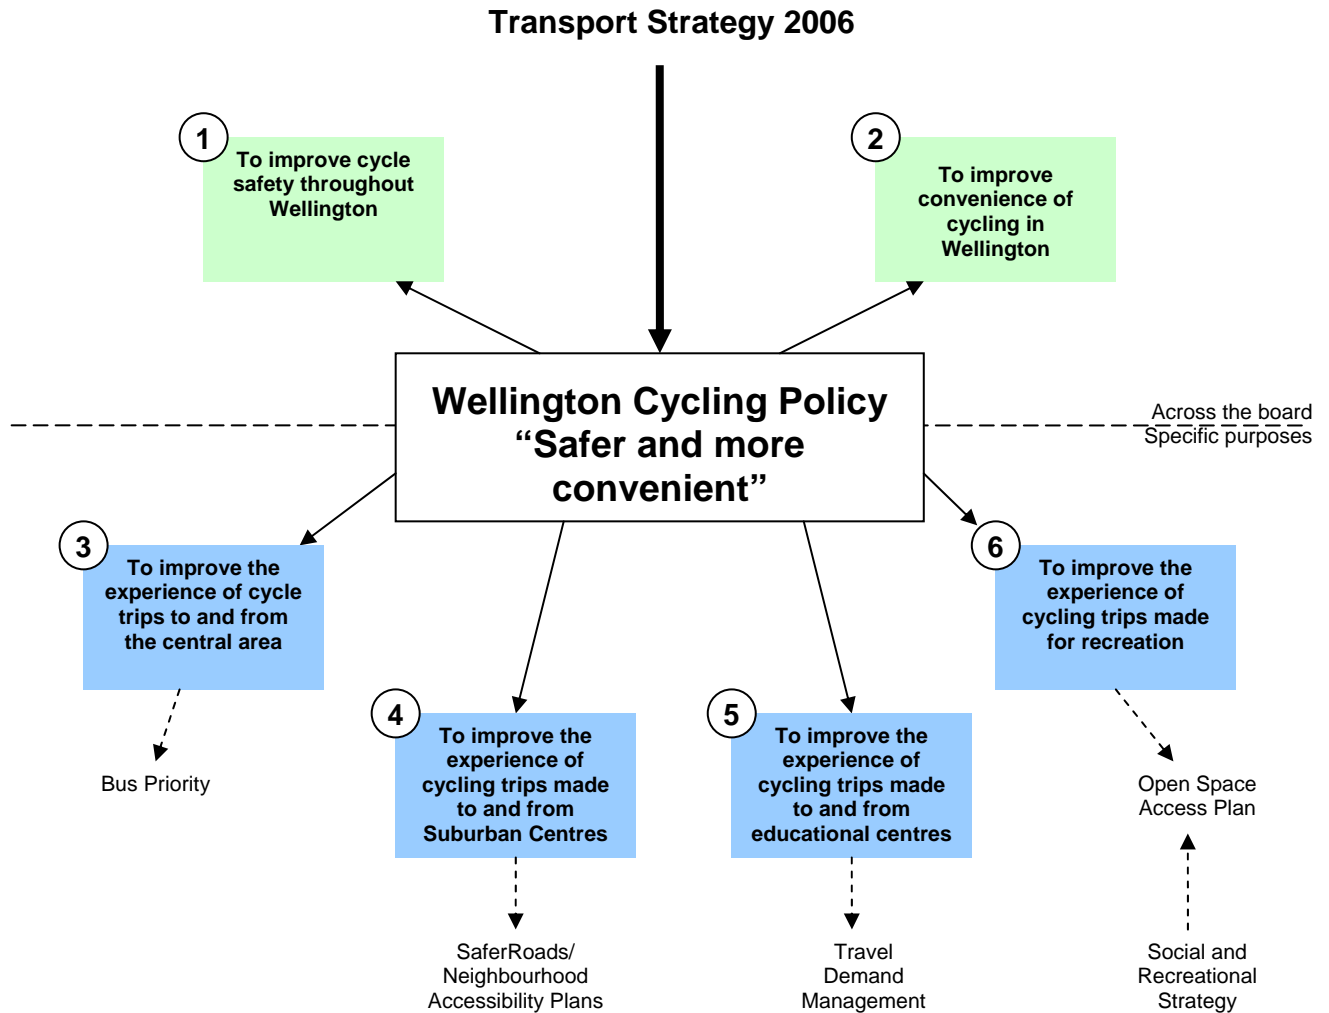 Transport Strategy 2006
1
To improve cycle
safety throughout
Wellington
2
To improve
convenience of
cycling in
Wellington
Wellington Cycling Policy
“Safer and more
convenient”
Across the board
Specific purposes
3
To improve the
experience of cycle
trips to and from
the central area
6
To improve the
experience of
cycling trips made
for recreation
4
To improve the
experience of
cycling trips made
to and from
Suburban Centres
5
To improve the
experience of
cycling trips made
to and from
educational centres
Bus Priority
Open Space
Access Plan
SaferRoads/
Neighbourhood
Accessibility Plans
Travel
Demand
Management
Social and
Recreational
Strategy